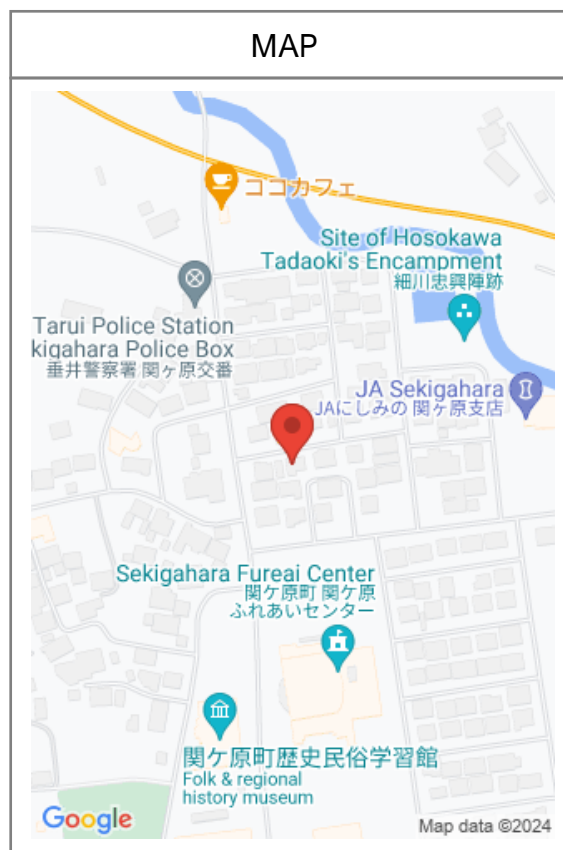 MAP
ココカフェ
Site of Hosokawa
Tadaoki's Encampment
細川忠興陣跡
Tarui Police Station
kigahara Police Box
垂井警察署 関ヶ原交番
JA Sekigahara
JAにしみの 関ヶ原支店
Sekigahara Fureai Center
関ケ原町 関ケ原
ふれあいセンター
関ケ原町歴史民俗学習館
Folk & regional
history museum
Google
Map data ©2024